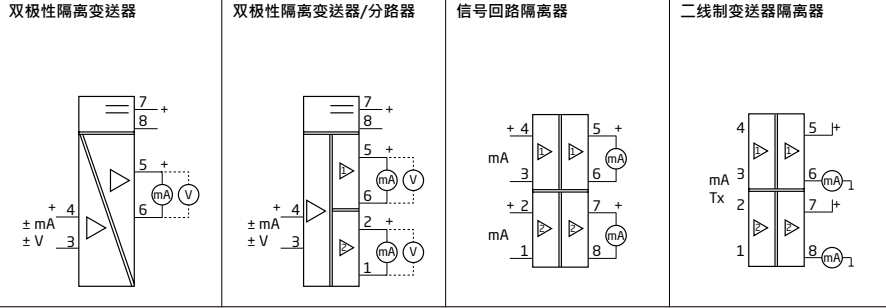 双极性隔离变送器
7 +
8
5 +
mA V
6
+ 4
± mA
± V 3
双极性隔离变送器/分路器
7 +
8
5 +
1
mA V
6
+ 4
± mA
± V 3
2 +
2
mA V
1
信号回路隔离器
+ 4 5 +
mA 1 1 mA
3 6
+ 2 7 +
mA 2 2 mA
1 8
二线制变送器隔离器
4 5 +
1 1
3 6 mA
mA
Tx
2 7 +
2 2
1 8 mA